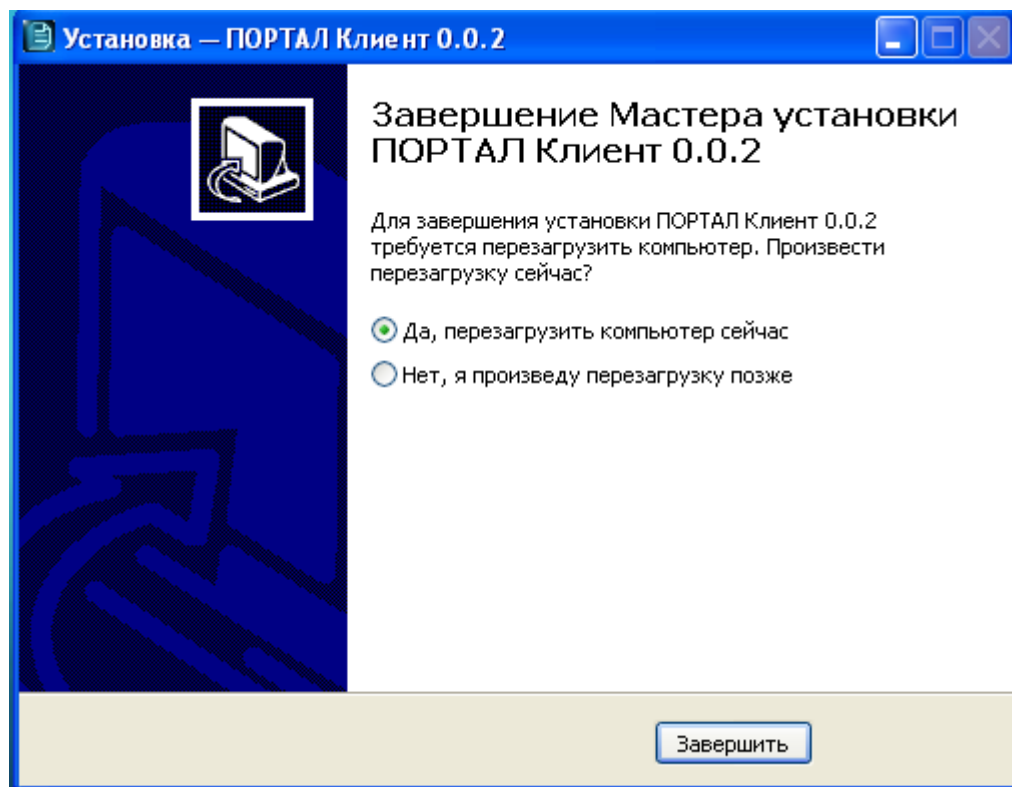 Установка — ПОРТАЛ Клиент 0.0.2
Завершение Мастера установки
ПОРТАЛ Клиент 0.0.2
Для завершения установки ПОРТАЛ Клиент 0.0.2
требуется перезагрузить компьютер. Произвести
перезагрузку сейчас?
Да, перезагрузить компьютер сейчас
Нет, я произведу перезагрузку позже
Завершить